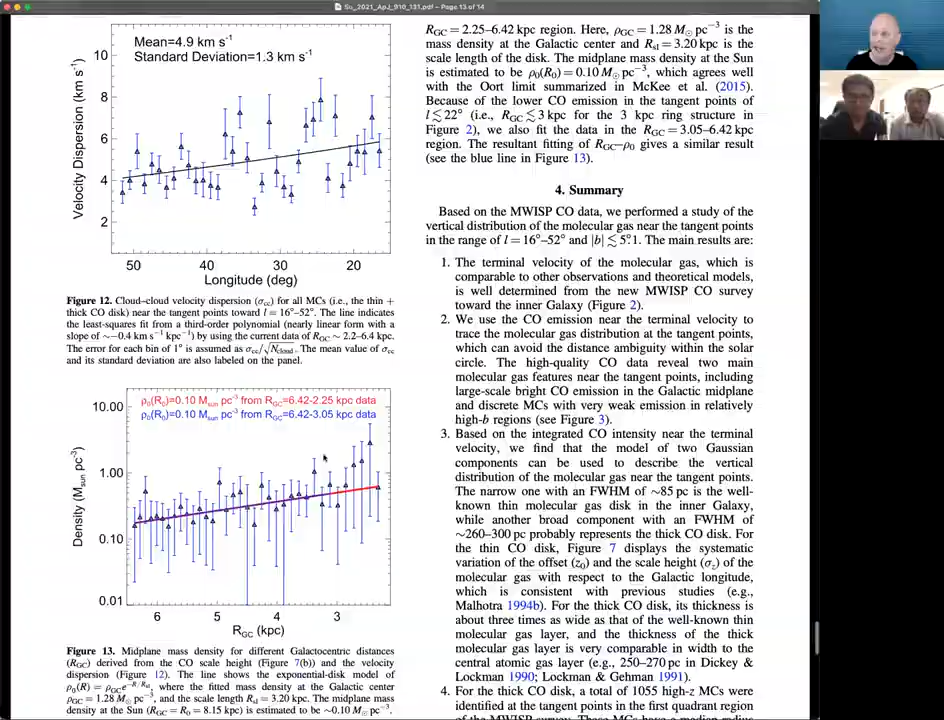 Su_2021_ApJ_910_131.pdf – Page 13 of 14
Mean=4.9 km s⁻¹
Standard Deviation=1.3 km s⁻¹
Velocity Dispersion (km s⁻¹)
10
8
6
4
2
50 40 30 20
Longitude (deg)
Figure 12. Cloud–cloud velocity dispersion (σcc) for all MCs (i.e., the thin +
thick CO disk) near the tangent points toward l = 16°–52°. The line indicates
the least-squares fit from a third-order polynomial (nearly linear form with a
slope of ~−0.4 km s⁻¹ kpc⁻¹) by using the current data of RGC ~ 2.2–6.4 kpc.
The error for each bin of 1° is assumed as σcc/√Ncloud. The mean value of σcc
and its standard deviation are also labeled on the panel.
ρ₀(R₀)=0.10 Msun pc⁻³ from RGC=6.42-2.25 kpc data
ρ₀(R₀)=0.10 Msun pc⁻³ from RGC=6.42-3.05 kpc data
Density (Msun pc⁻³)
10.00
1.00
0.10
0.01
6 5 4 3
RGC (kpc)
Figure 13. Midplane mass density for different Galactocentric distances
(RGC) derived from the CO scale height (Figure 7(b)) and the velocity
dispersion (Figure 12). The line shows the exponential-disk model of
ρ₀(R) = ρGCe^−R/Rsl, where the fitted mass density at the Galactic center
ρGC = 1.28 M⊙ pc⁻³, and the scale length Rsl = 3.20 kpc. The midplane mass
density at the Sun (RGC = R₀ = 8.15 kpc) is estimated to be ~0.10 M⊙ pc⁻³.
RGC = 2.25–6.42 kpc region. Here, ρGC = 1.28 M⊙ pc⁻³ is the
mass density at the Galactic center and Rsl = 3.20 kpc is the
scale length of the disk. The midplane mass density at the Sun
is estimated to be ρ₀(R₀) = 0.10 M⊙ pc⁻³, which agrees well
with the Oort limit summarized in McKee et al. (2015).
Because of the lower CO emission in the tangent points of
l ≲ 22° (i.e., RGC ≲ 3 kpc for the 3 kpc ring structure in
Figure 2), we also fit the data in the RGC = 3.05–6.42 kpc
region. The resultant fitting of RGC–ρ₀ gives a similar result
(see the blue line in Figure 13).
4. Summary
Based on the MWISP CO data, we performed a study of the
vertical distribution of the molecular gas near the tangent points
in the range of l = 16°–52° and |b| ≲ 5°.1. The main results are:
1. The terminal velocity of the molecular gas, which is
comparable to other observations and theoretical models,
is well determined from the new MWISP CO survey
toward the inner Galaxy (Figure 2).
2. We use the CO emission near the terminal velocity to
trace the molecular gas distribution at the tangent points,
which can avoid the distance ambiguity within the solar
circle. The high-quality CO data reveal two main
molecular gas features near the tangent points, including
large-scale bright CO emission in the Galactic midplane
and discrete MCs with very weak emission in relatively
high-b regions (see Figure 3).
3. Based on the integrated CO intensity near the terminal
velocity, we find that the model of two Gaussian
components can be used to describe the vertical
distribution of the molecular gas near the tangent points.
The narrow one with an FWHM of ~85 pc is the well-
known thin molecular gas disk in the inner Galaxy,
while another broad component with an FWHM of
~260–300 pc probably represents the thick CO disk. For
the thin CO disk, Figure 7 displays the systematic
variation of the offset (z₀) and the scale height (σz) of the
molecular gas with respect to the Galactic longitude,
which is consistent with previous studies (e.g.,
Malhotra 1994b). For the thick CO disk, its thickness is
about three times as wide as that of the well-known thin
molecular gas layer, and the thickness of the thick
molecular gas layer is very comparable in width to the
central atomic gas layer (e.g., 250–270 pc in Dickey &
Lockman 1990; Lockman & Gehman 1991).
4. For the thick CO disk, a total of 1055 high-z MCs were
identified at the tangent points in the first quadrant region
of the MWISP survey. These MCs have a median radius